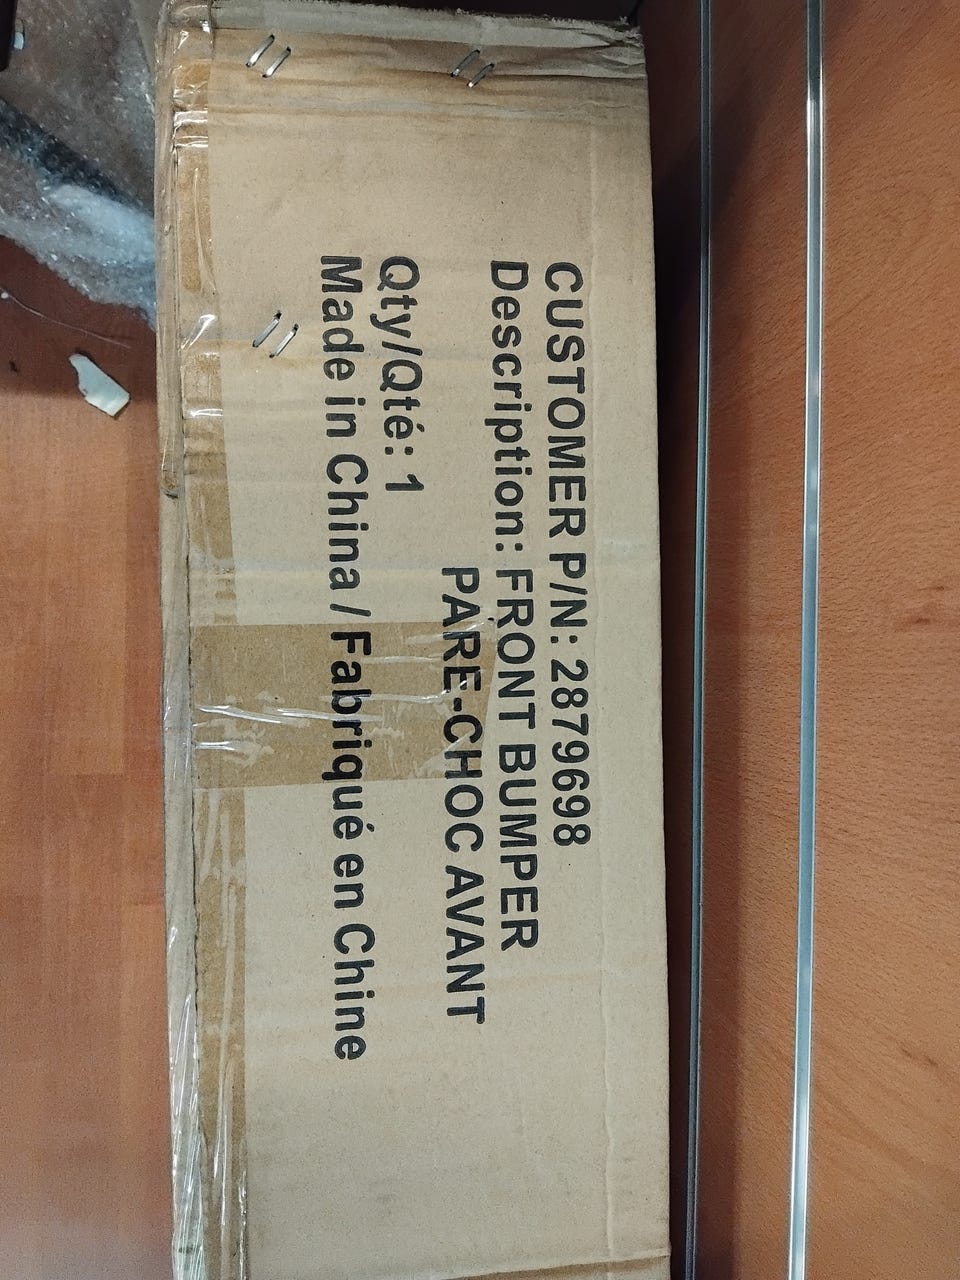 CUSTOMER P/N: 2879698
Description: FRONT BUMPER
PARE-CHOC AVANT
Qty/Qté: 1
Made in China / Fabriqué en Chine